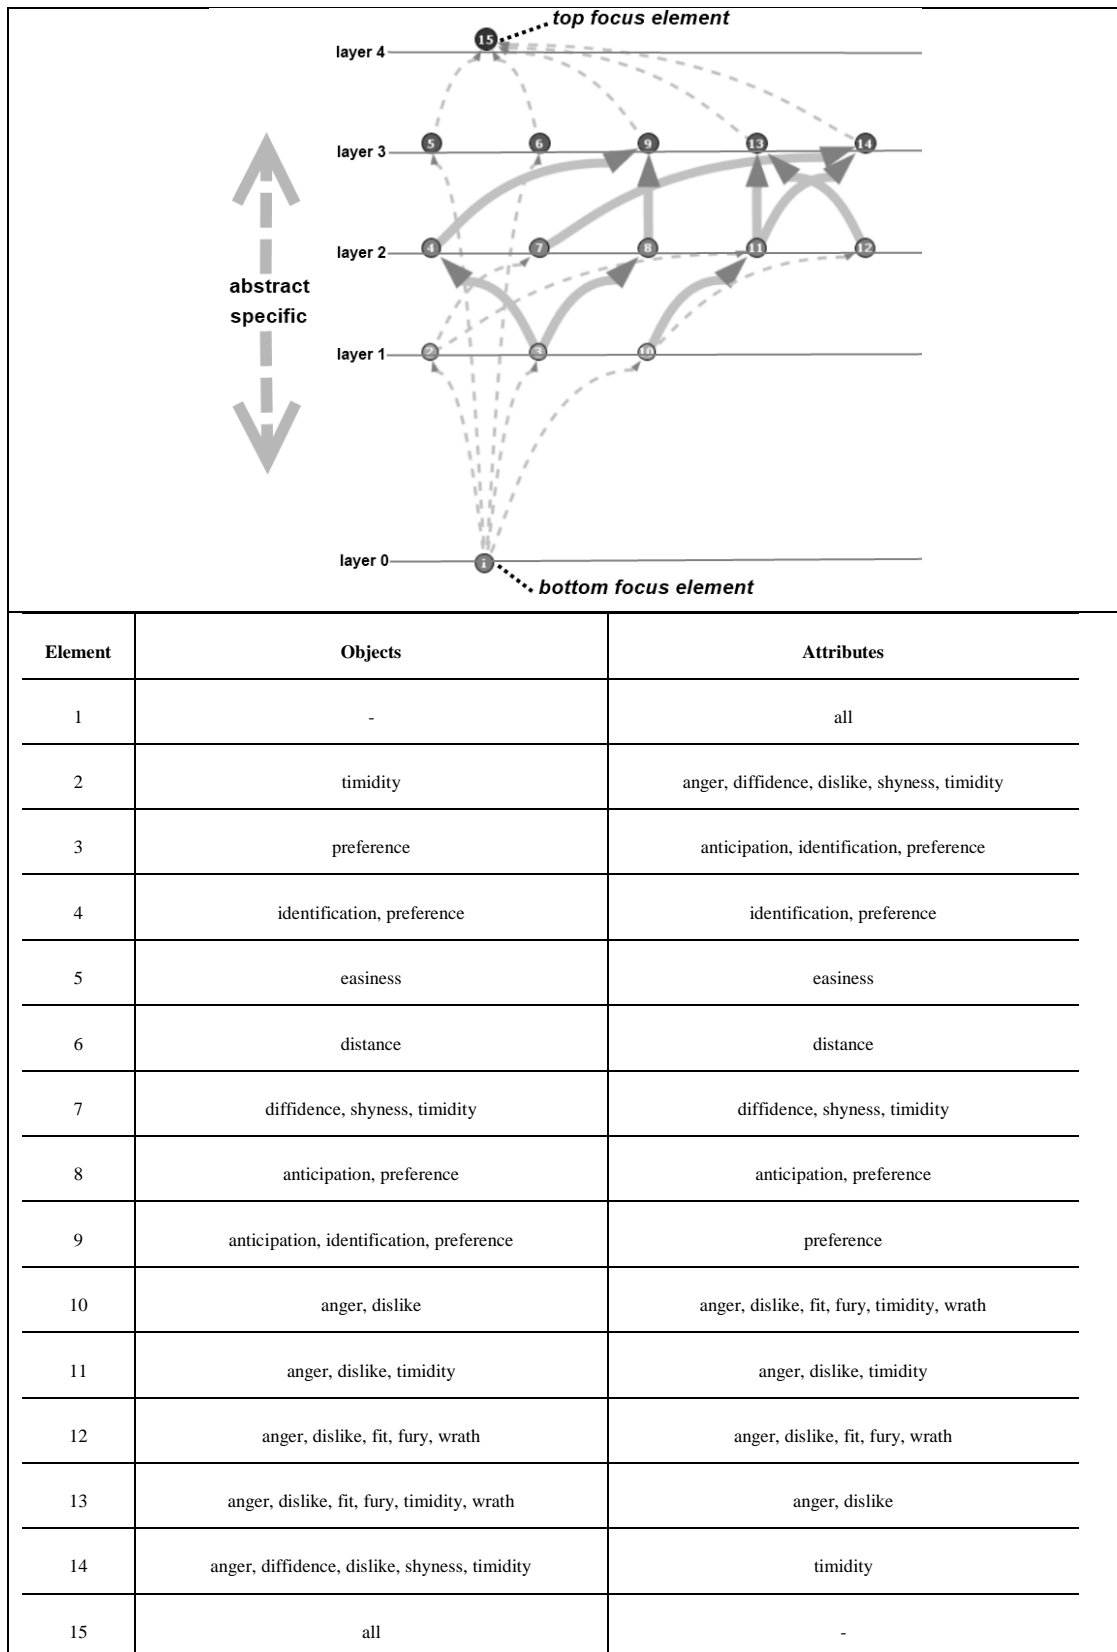 top focus element
15
layer 4
5 6 9 13 14
layer 3
4 7 8 11 12
layer 2
abstract
specific
2 3 10
layer 1
layer 0
1
bottom focus element
Element Objects Attributes
1 - all
2 timidity anger, diffidence, dislike, shyness, timidity
3 preference anticipation, identification, preference
4 identification, preference identification, preference
5 easiness easiness
6 distance distance
7 diffidence, shyness, timidity diffidence, shyness, timidity
8 anticipation, preference anticipation, preference
9 anticipation, identification, preference preference
10 anger, dislike anger, dislike, fit, fury, timidity, wrath
11 anger, dislike, timidity anger, dislike, timidity
12 anger, dislike, fit, fury, wrath anger, dislike, fit, fury, wrath
13 anger, dislike, fit, fury, timidity, wrath anger, dislike
14 anger, diffidence, dislike, shyness, timidity timidity
15 all -